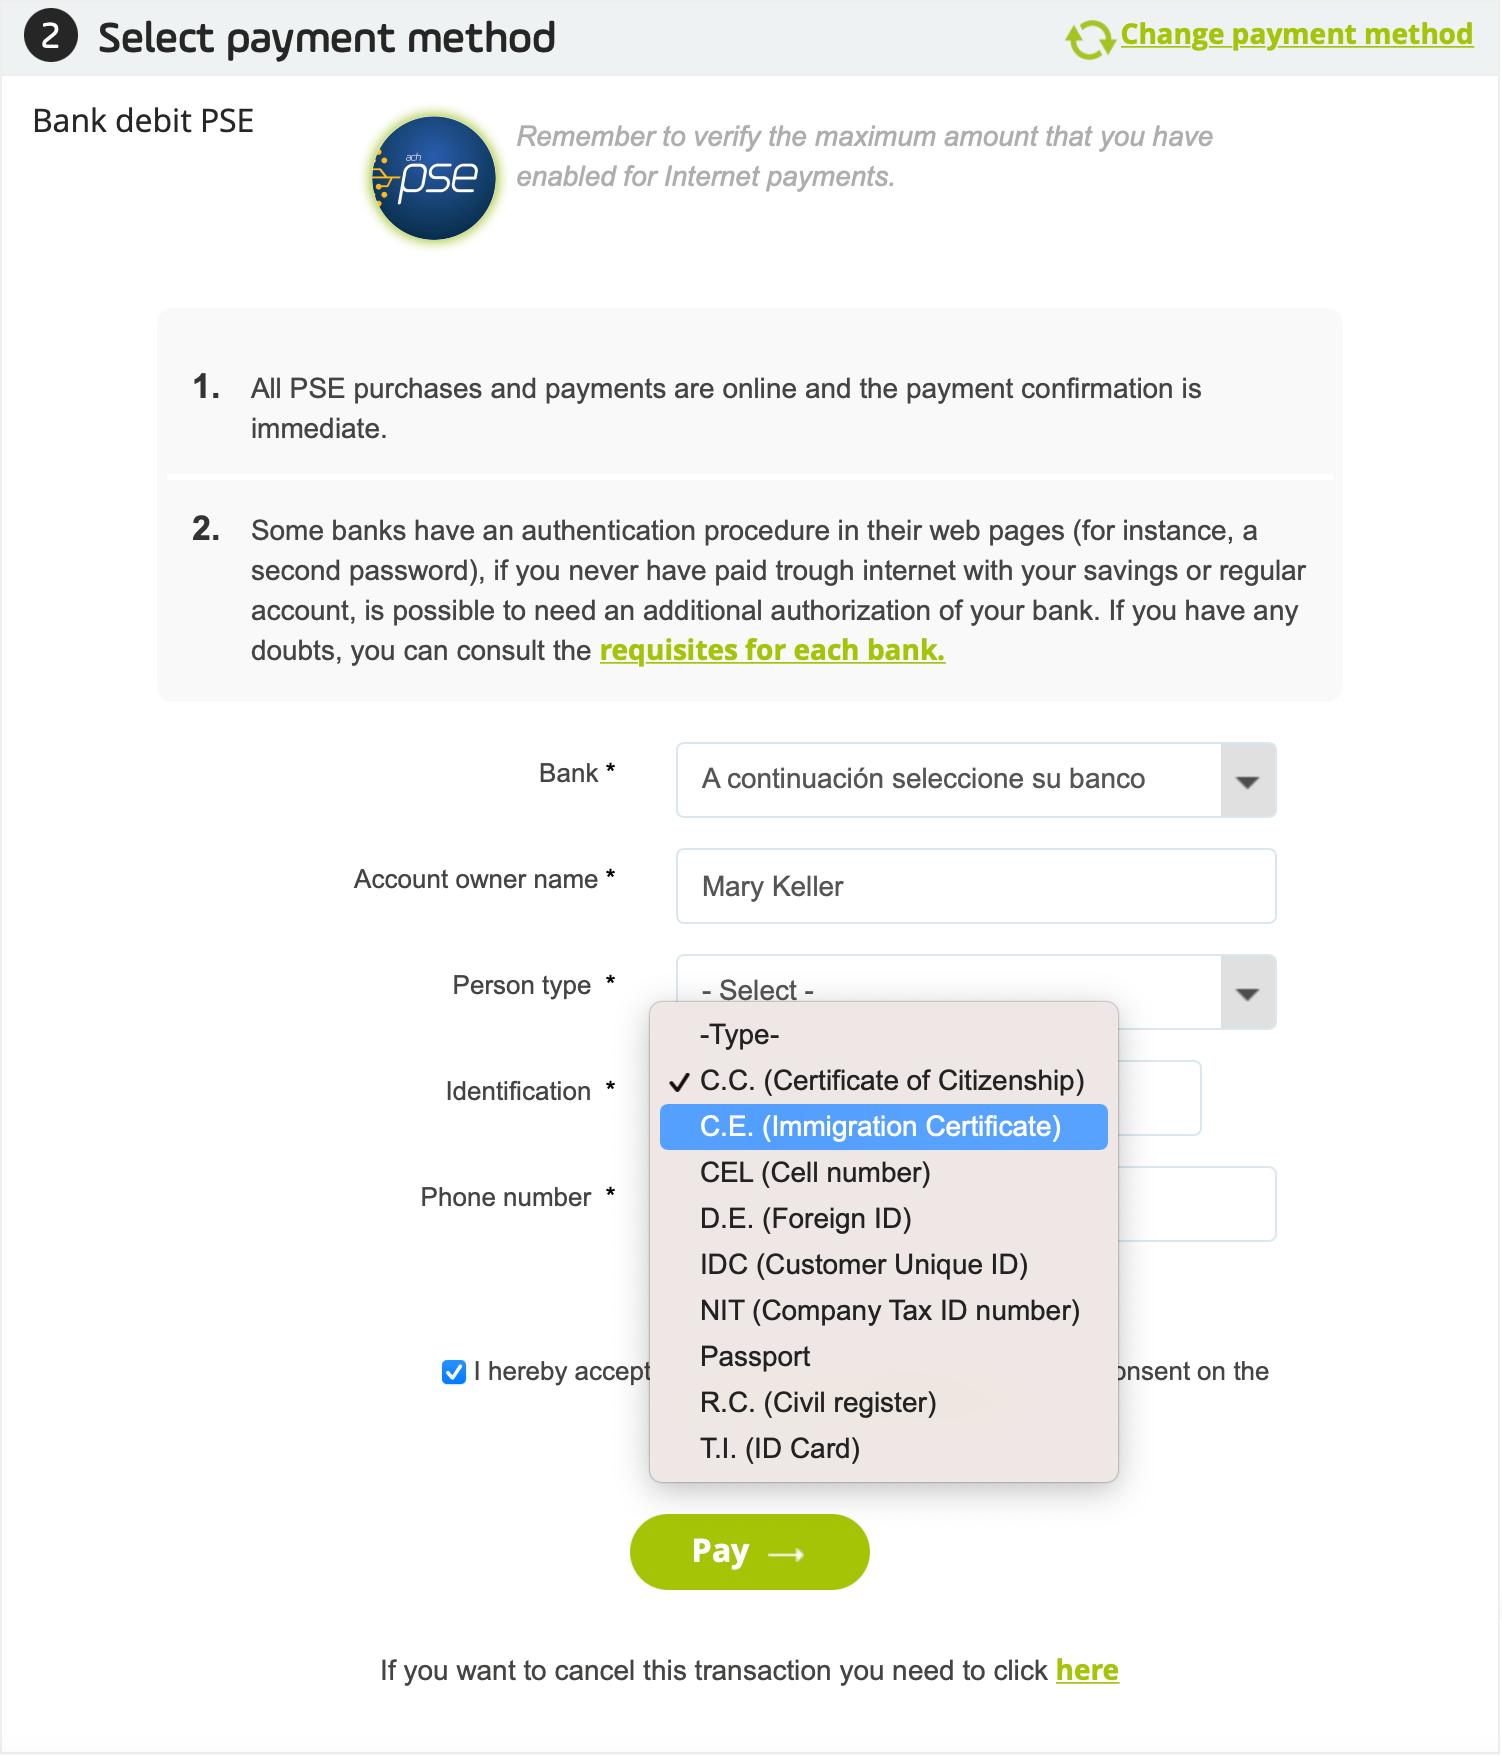 2 Select payment method
Change payment method
Bank debit PSE
ach
pse
Remember to verify the maximum amount that you have
enabled for Internet payments.
1. All PSE purchases and payments are online and the payment confirmation is
immediate.
2. Some banks have an authentication procedure in their web pages (for instance, a
second password), if you never have paid trough internet with your savings or regular
account, is possible to need an additional authorization of your bank. If you have any
doubts, you can consult the requisites for each bank.
Bank * A continuación seleccione su banco
Account owner name * Mary Keller
Person type * - Select -
Identification *
Phone number *
-Type-
✓ C.C. (Certificate of Citizenship)
C.E. (Immigration Certificate)
CEL (Cell number)
D.E. (Foreign ID)
IDC (Customer Unique ID)
NIT (Company Tax ID number)
Passport
R.C. (Civil register)
T.I. (ID Card)
I hereby accept onsent on the
Pay →
If you want to cancel this transaction you need to click here